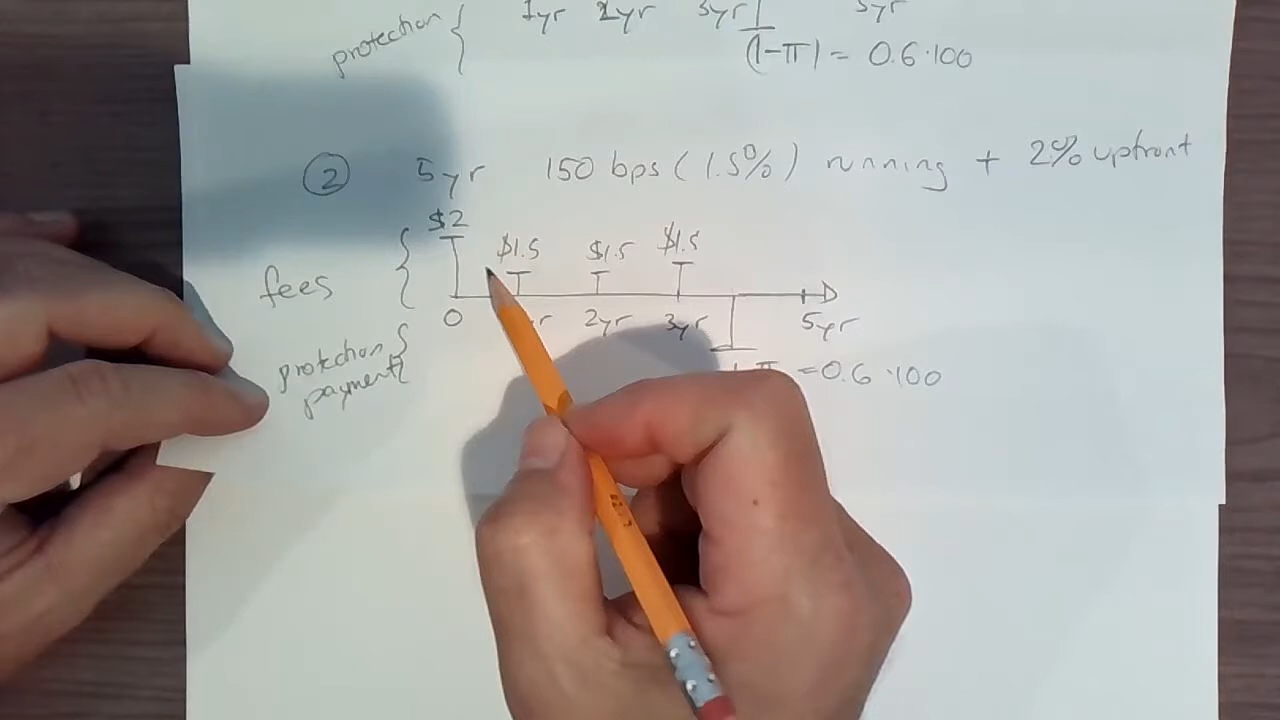 1yr 2yr 3yr 5yr
protection
(1-π) = 0.6·100
② 5yr 150 bps (1.5%) running + 2% upfront
$2
$1.5 $1.5 $1.5
fees
0 2yr 3yr 5yr
protection
payment
π = 0.6·100